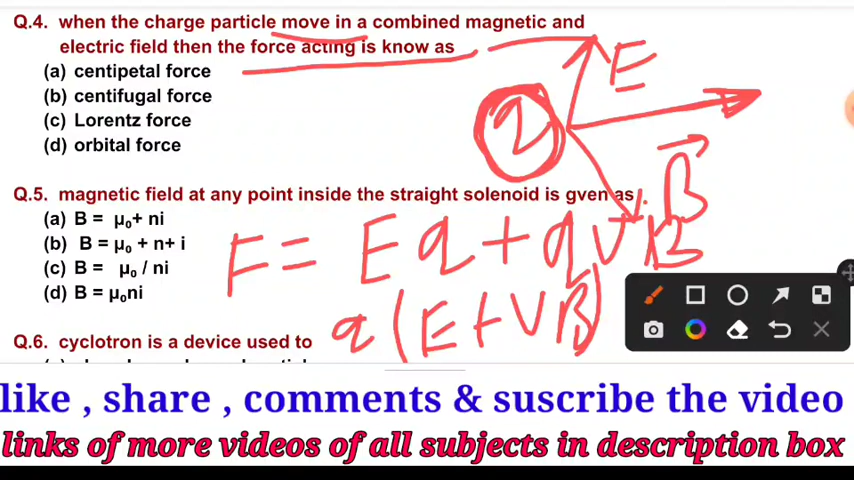 Q.4. when the charge particle move in a combined magnetic and
electric field then the force acting is know as
(a) centipetal force
(b) centifugal force
(c) Lorentz force
(d) orbital force
E
B
Q.5. magnetic field at any point inside the straight solenoid is gven as
(a) B = μ₀+ ni
(b) B = μ₀ + n+ i
(c) B = μ₀ / ni
(d) B = μ₀ni
F = Eq + qVB
q (E + VB)
Q.6. cyclotron is a device used to
like , share , comments & suscribe the video
links of more videos of all subjects in description box